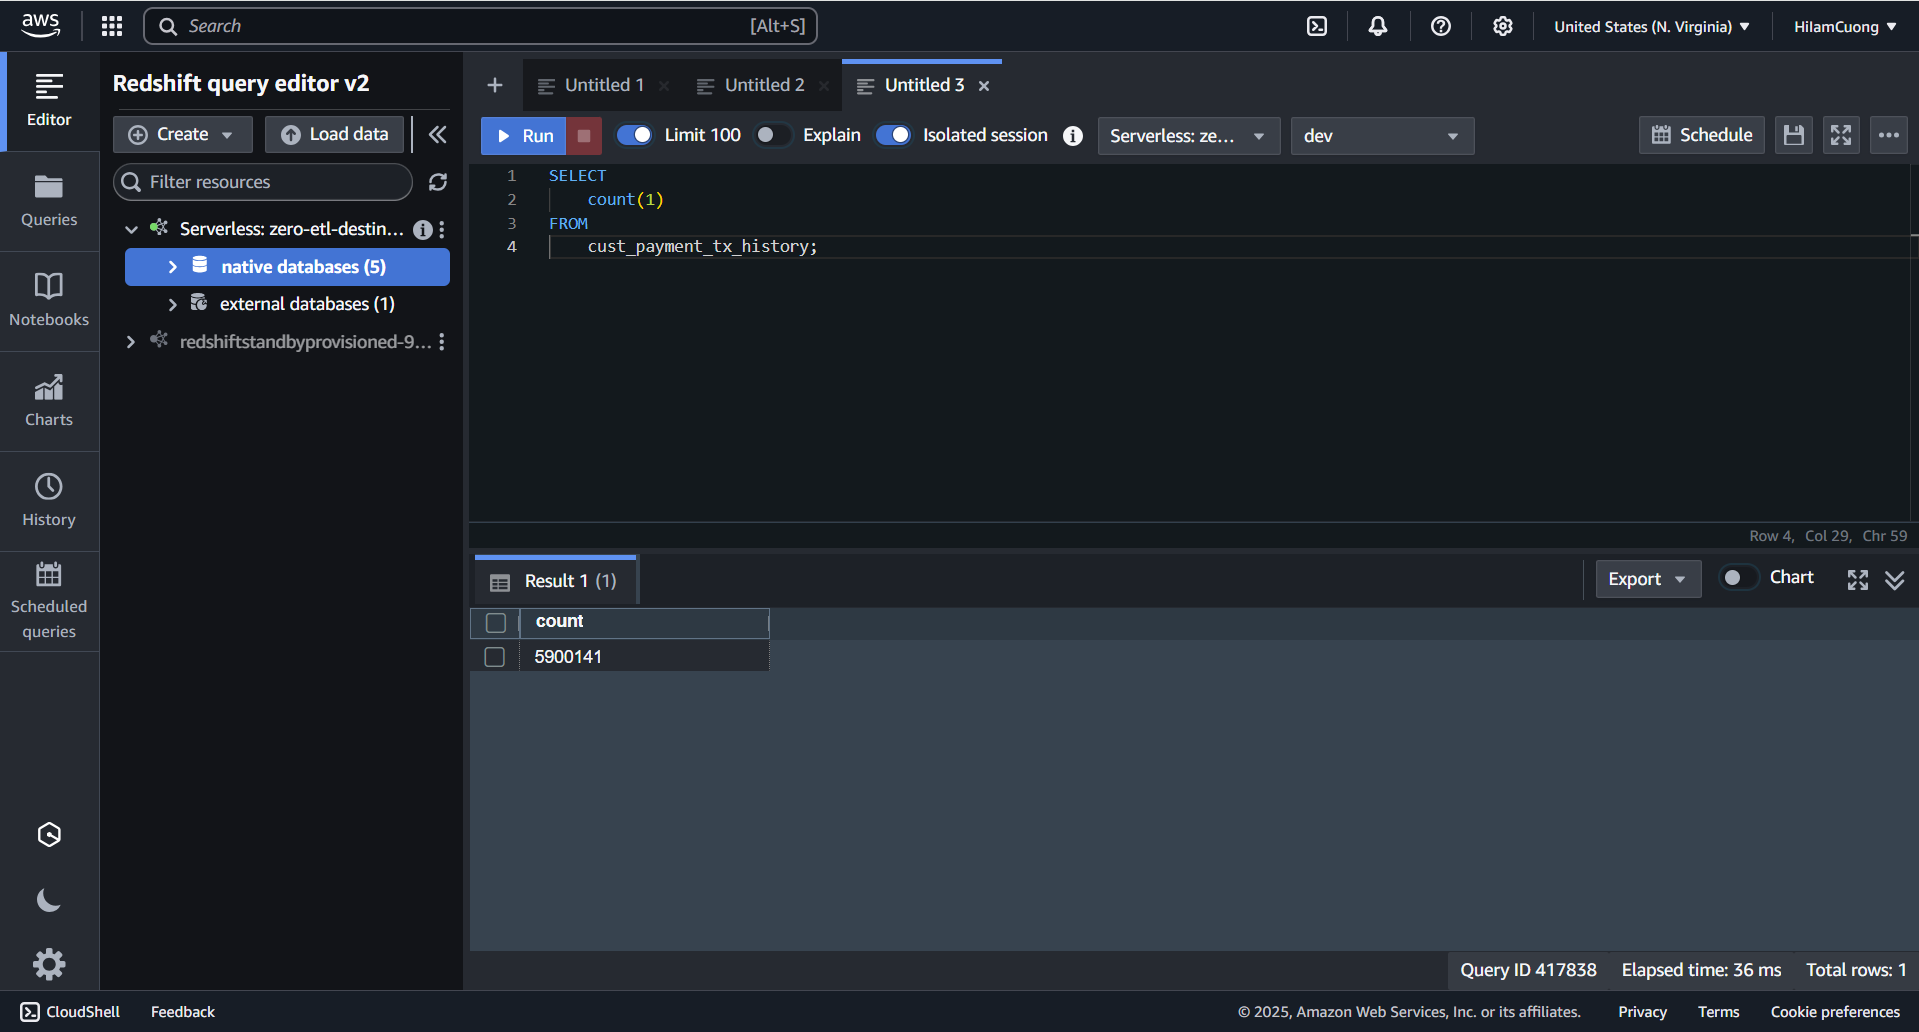 aws
Search [Alt+S]
United States (N. Virginia)
HilamCuong
Editor
Queries
Notebooks
Charts
History
Scheduled
queries
Redshift query editor v2
Create
Load data
Filter resources
Serverless: zero-etl-destin...
native databases (5)
external databases (1)
redshiftstandbyprovisioned-9...
Untitled 1
Untitled 2
Untitled 3
Run
Limit 100
Explain
Isolated session
Serverless: ze...
dev
Schedule
1 SELECT
2 count(1)
3 FROM
4 cust_payment_tx_history;
Row 4, Col 29, Chr 59
Result 1 (1)
Export
Chart
count
5900141
Query ID 417838 Elapsed time: 36 ms Total rows: 1
CloudShell Feedback
© 2025, Amazon Web Services, Inc. or its affiliates. Privacy Terms Cookie preferences